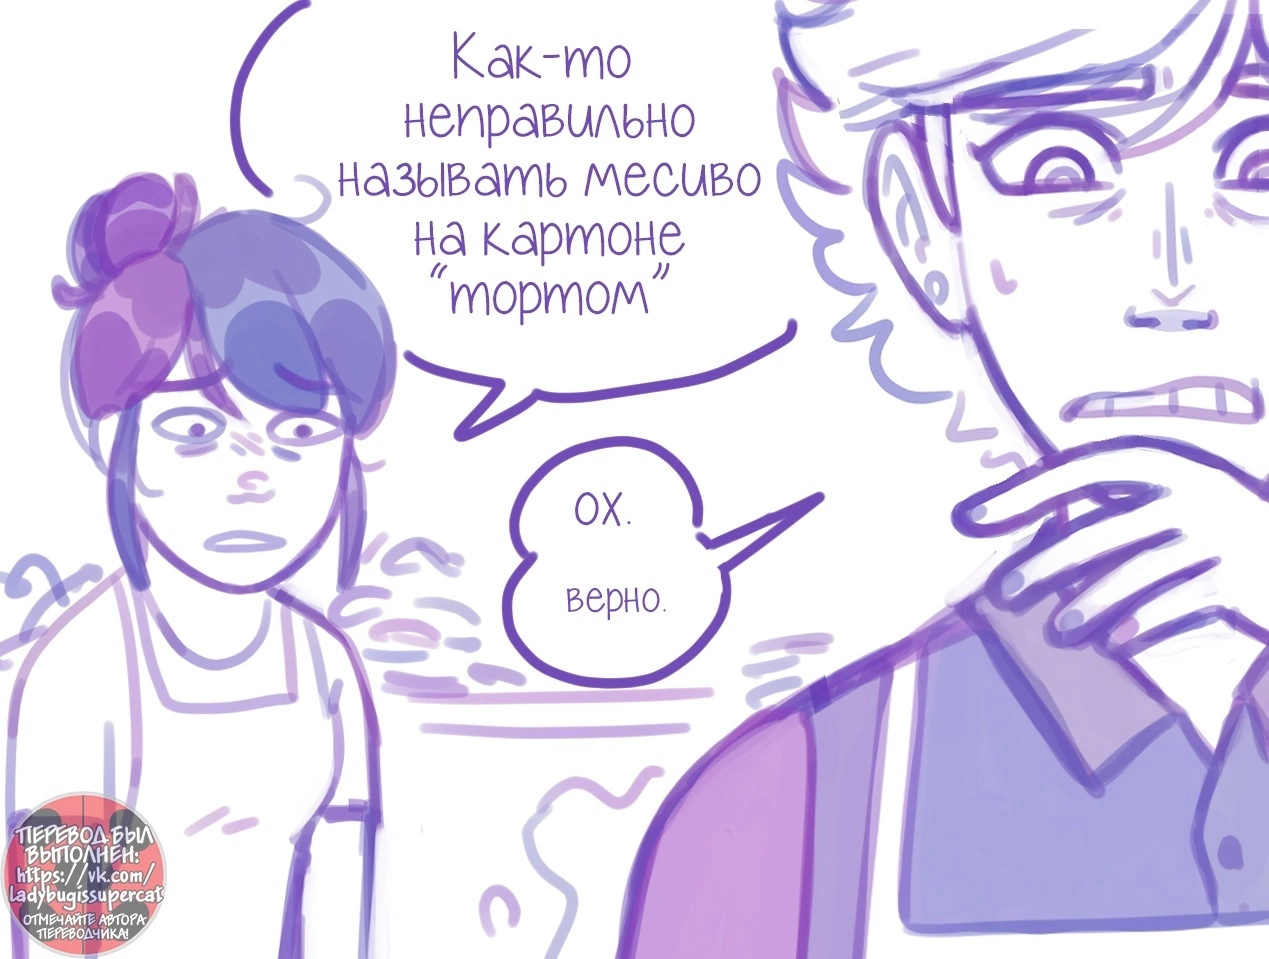 Как-то
неправильно
называть месиво
на картоне
“тортом”
ох.
верно.
ПЕРЕВОД БЫЛ
ВЫПОЛНЕН:
https://vk.com/
ladybugissupercat
ОТМЕЧАЙТЕ АВТОРА
ПЕРЕВОДЧИКА!